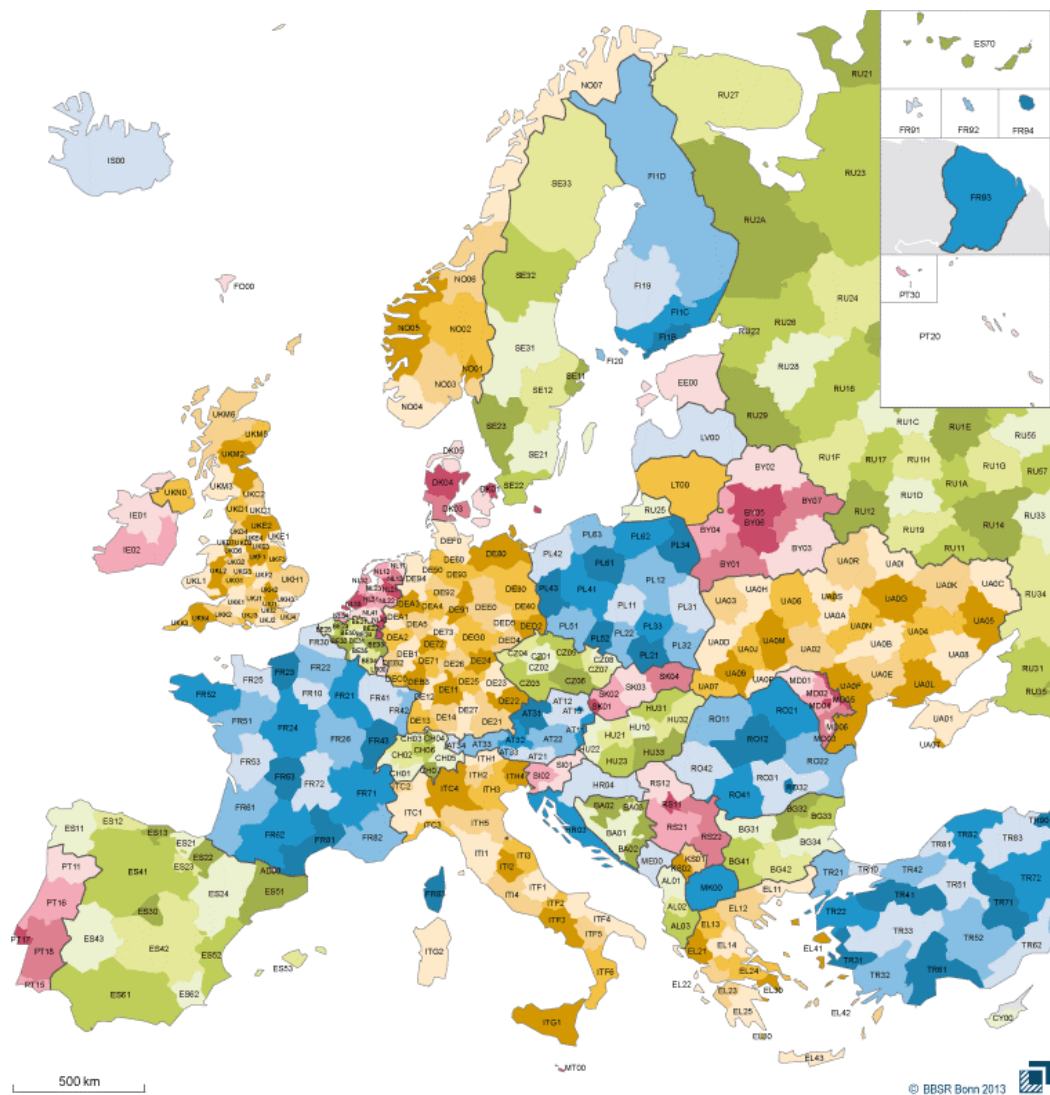 ES70
RU21
NO07
RU27
FR91
FR92
FR94
IS00
SE33
FI1D
RU23
FR93
RU2A
SE32
NO06
FI19
FO00
PT30
RU24
NO05
NO02
FI1C
RU26
RU22
FI1B
PT20
SE31
FI20
RU28
NO01
SE11
EE00
NO03
SE12
RU16
NO04
UKM6
RU29
RU1C
RU1E
SE23
UKM5
LV00
RU55
UKM2
SE21
DK05
RU1F
RU17
RU1H
RU1G
RU57
BY02
UKM3
DK04
DK01
SE22
LT00
RU1A
UKN0
UKC2
RU1D
IE01
DK03
RU25
BY05
BY07
RU12
UKD1
UKC1
BY06
RU33
UKE2
RU14
BY04
RU19
UKE1
DEF0
DE80
PL63
PL62
PL34
IE02
PL42
BY03
RU11
DE60
BY01
UA0R
UA0I
UKL1
UKH1
DE50
DE94
DE93
PL61
PL12
UA0H
UA0K
UA0C
DE92
DE30
PL43
PL41
UA03
UA06
UA0S
UA0G
RU34
DEA3
DEA4
DE91
DEE0
DE40
PL11
PL31
UA0A
UA05
DEA1
DEA5
DE73
DEG0
DED2
PL51
PL33
UA0N
UA04
DEA2
DE72
DED5
DED4
PL52
PL22
PL32
UA0D
UA0J
UA0M
UA02
UA0B
UA08
FR30
DEB1
DE71
DE26
DE24
CZ04
CZ01
CZ02
PL21
FR22
DEC0
DEB3
DE25
DE23
CZ03
CZ06
CZ08
CZ07
SK03
SK04
UA0B
UA0E
RU31
FR23
FR25
DE12
DE11
DE22
SK02
UA07
UA0P
MD01
UA0F
UA0L
RU35
FR52
FR10
FR21
FR41
FR42
DE27
SK01
MD02
MD05
FR51
FR24
DE13
DE14
DE21
AT31
AT12
AT13
HU31
HU32
RO11
RO21
MD04
UA01
FR26
FR43
CH03
CH04
AT32
AT22
AT11
HU21
HU10
MD03
MD06
UA0T
CH02
CH06
CH05
AT34
AT33
AT21
HU22
HU33
RO12
FR53
FR63
FR72
CH01
CH07
ITH1
SI01
HU23
RO42
RO22
FR71
ITC2
ITC4
ITH2
ITH4
SI02
HR04
RS12
RO31
RO32
FR61
ITC1
ITH3
RS11
RO41
ES12
FR62
FR81
FR82
ITC3
ITH5
HR03
BA02
BA03
BA01
RS21
RS22
BG32
BG33
TR90
ES11
ES13
ES21
BG31
TR81
TR82
TR83
PT11
ES22
ES23
AD00
ITI1
ITI3
BA02
BG34
ES41
ES51
FR83
ITI2
ME00
KS01
KS02
BG41
BG42
TR21
TR10
TR42
TR72
PT16
ES24
ITI4
ITF1
AL01
MK00
EL11
TR41
TR51
TR71
ES30
ITF2
AL02
EL12
TR22
PT17
ES43
ES42
ITF3
ITF4
AL03
EL13
TR33
TR52
TR62
PT18
ES52
ITG2
ITF5
EL21
EL14
EL41
TR31
PT15
ES53
ITF6
EL22
EL24
TR32
TR61
ES61
ES62
EL23
EL30
EL42
ITG1
EL25
CY00
EL43
MT00
500 km
© BBSR Bonn 2013